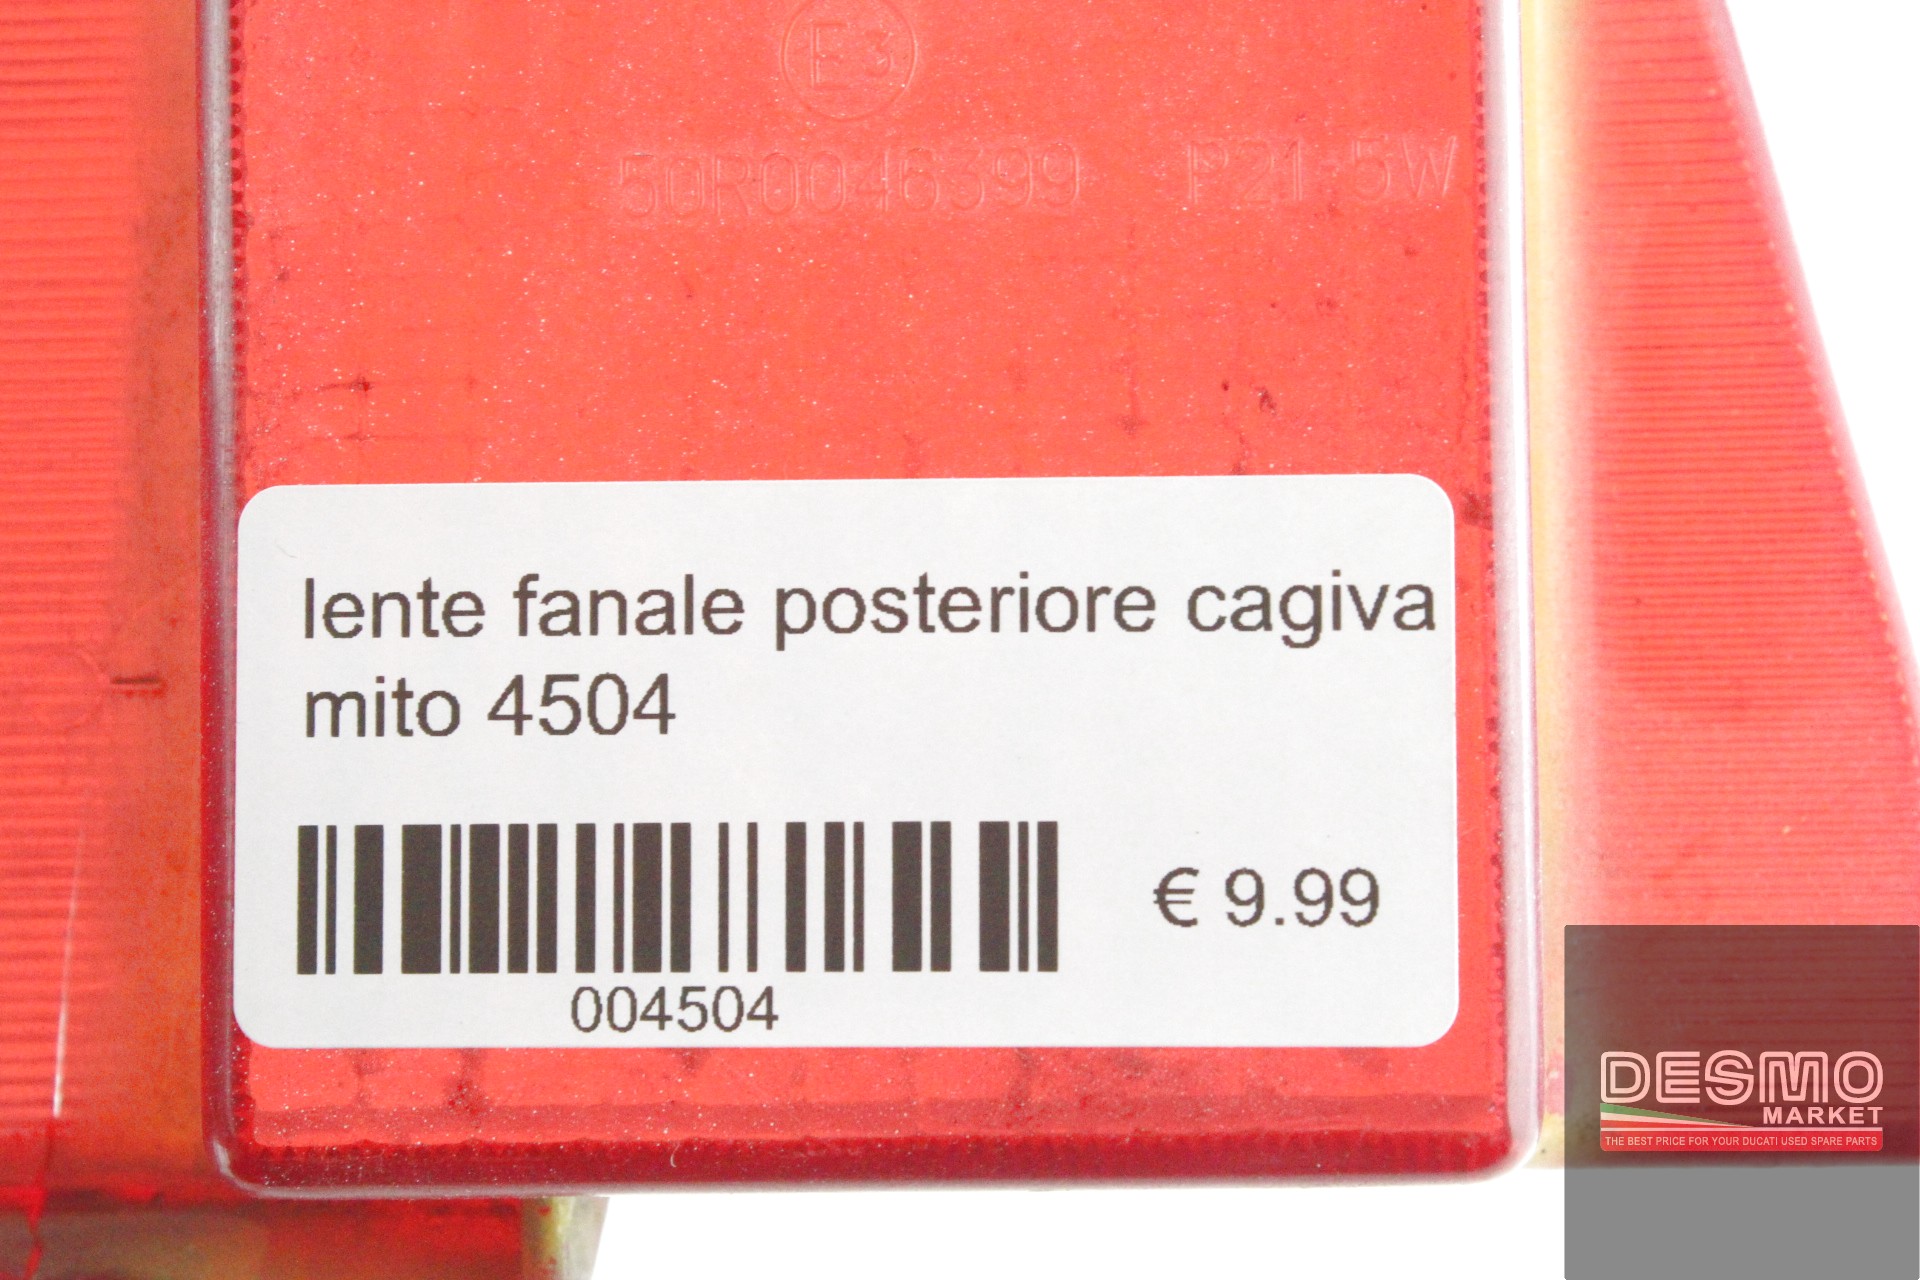 E3
50R0046399 P21.5W
lente fanale posteriore cagiva
mito 4504
€ 9.99
004504
DESMO
MARKET
THE BEST PRICE FOR YOUR DUCATI USED SPARE PARTS